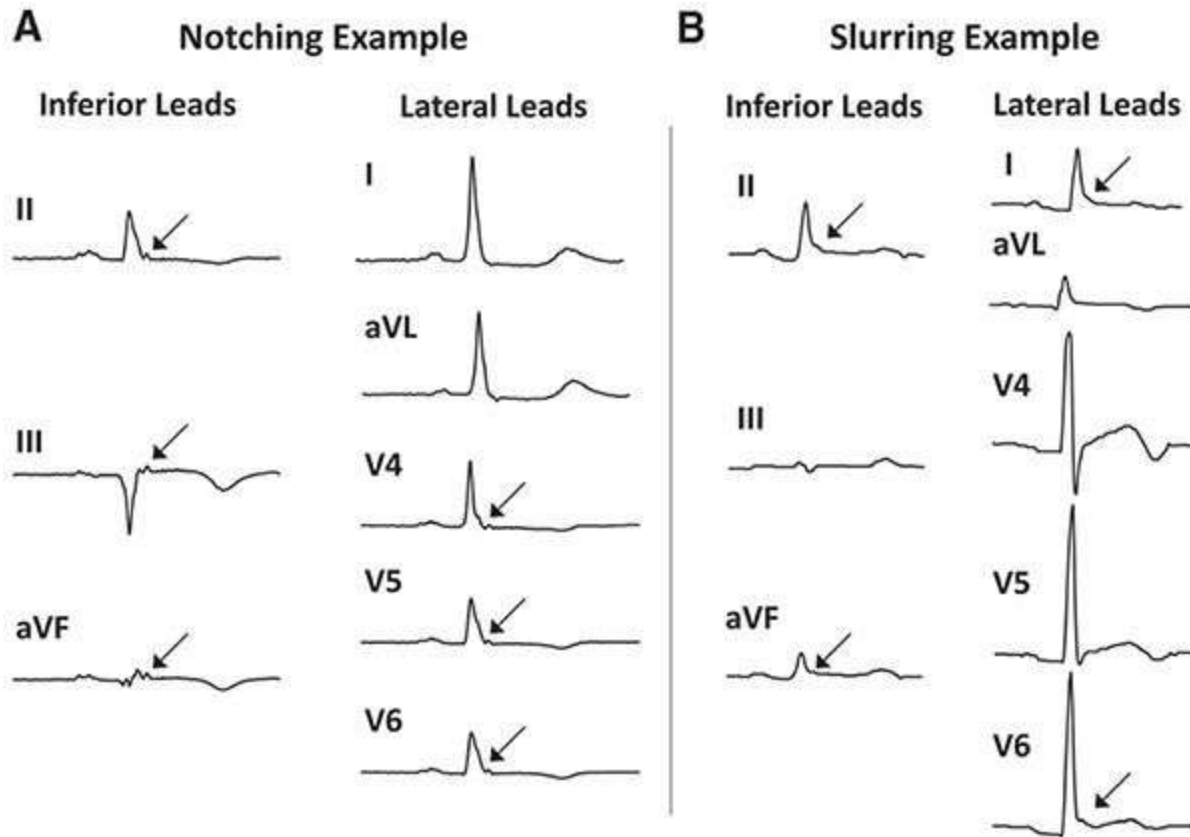 A
Notching Example
Inferior Leads
Lateral Leads
II
III
aVF
I
aVL
V4
V5
V6
B
Slurring Example
Inferior Leads
Lateral Leads
II
III
aVF
I
aVL
V4
V5
V6